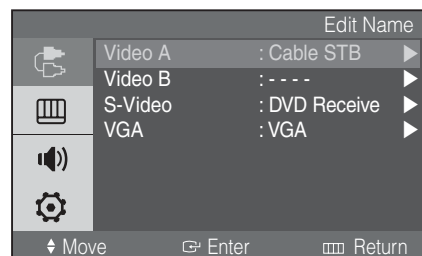 Edit Name
Video A : Cable STB
Video B : - - - -
S-Video : DVD Receive
VGA : VGA
Move Enter Return